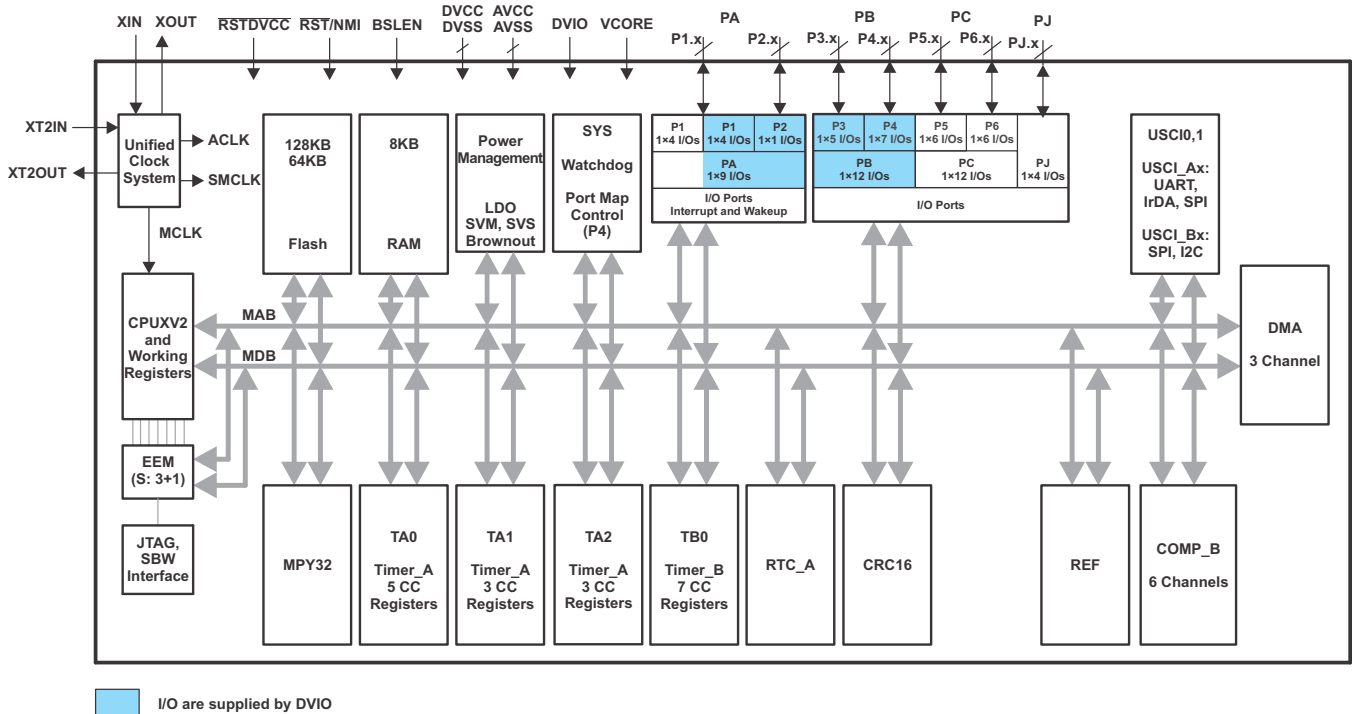 XIN
XOUT
RSTDVCC
RST/NMI
BSLEN
DVCC
DVSS
AVCC
AVSS
DVIO
VCORE
PA
P1.x
P2.x
PB
P3.x
P4.x
PC
P5.x
P6.x
PJ
PJ.x
XT2IN
XT2OUT
Unified
Clock
System
ACLK
SMCLK
MCLK
128KB
64KB
Flash
8KB
RAM
Power
Management
LDO
SVM, SVS
Brownout
SYS
Watchdog
Port Map
Control
(P4)
P1
1×4 I/Os
P1
1×4 I/Os
P2
1×1 I/Os
PA
1×9 I/Os
I/O Ports
Interrupt and Wakeup
P3
1×5 I/Os
P4
1×7 I/Os
P5
1×6 I/Os
P6
1×6 I/Os
PB
1×12 I/Os
PC
1×12 I/Os
PJ
1×4 I/Os
I/O Ports
USCI0,1
USCI_Ax:
UART,
IrDA, SPI
USCI_Bx:
SPI, I2C
CPUXV2
and
Working
Registers
MAB
MDB
DMA
3 Channel
EEM
(S: 3+1)
JTAG,
SBW
Interface
MPY32
TA0
Timer_A
5 CC
Registers
TA1
Timer_A
3 CC
Registers
TA2
Timer_A
3 CC
Registers
TB0
Timer_B
7 CC
Registers
RTC_A
CRC16
REF
COMP_B
6 Channels
I/O are supplied by DVIO